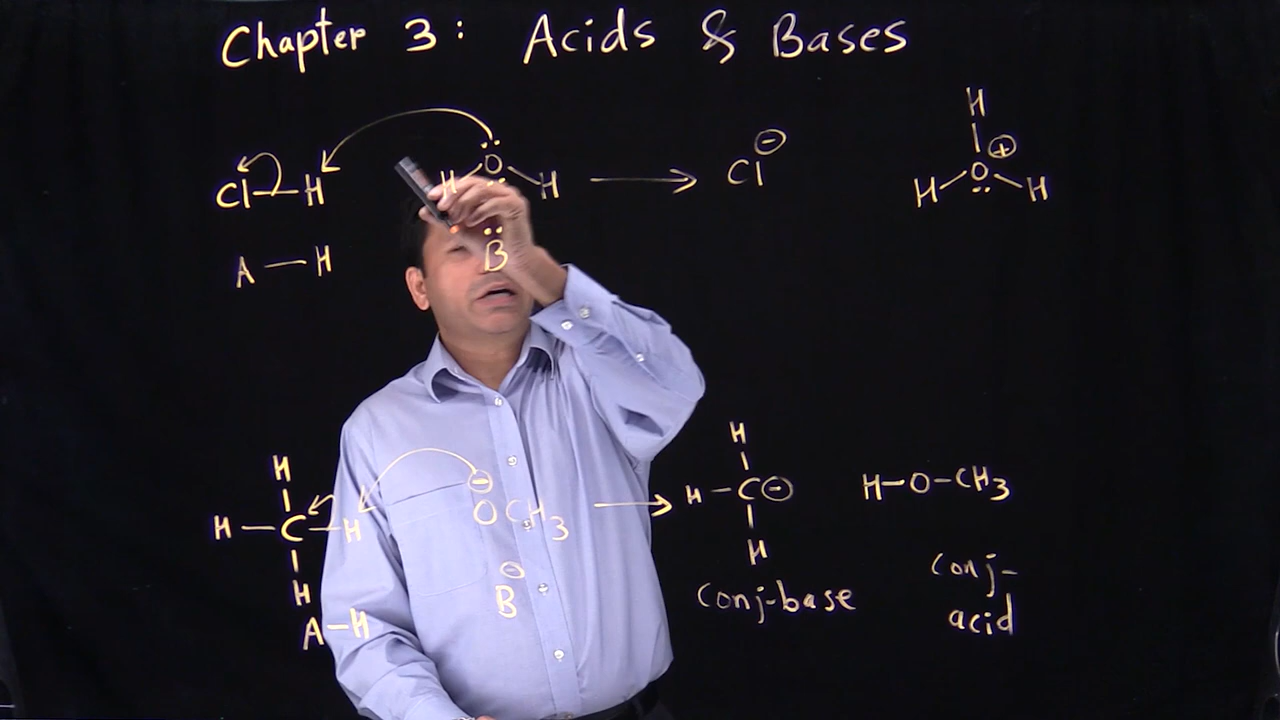 Chapter 3: Acids & Bases
H
Cl—H H O H → Cl⊖ H O⊕ H
A—H B
H H
H—C—H ⊖OCH3 → H—C⊖ H-O-CH3
H H
A-H B⊖ Conj-base Conj-
acid